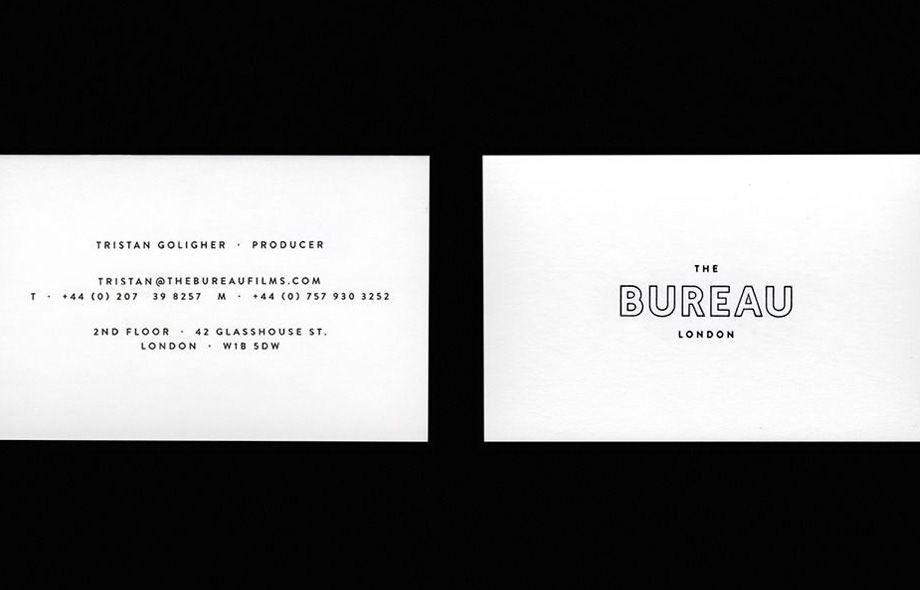 TRISTAN GOLIGHER · PRODUCER
TRISTAN@THEBUREAUFILMS.COM
T · +44 (0) 207 39 8257 M · +44 (0) 757 930 3252
2ND FLOOR · 42 GLASSHOUSE ST.
LONDON · W1B 5DW
THE
BUREAU
LONDON